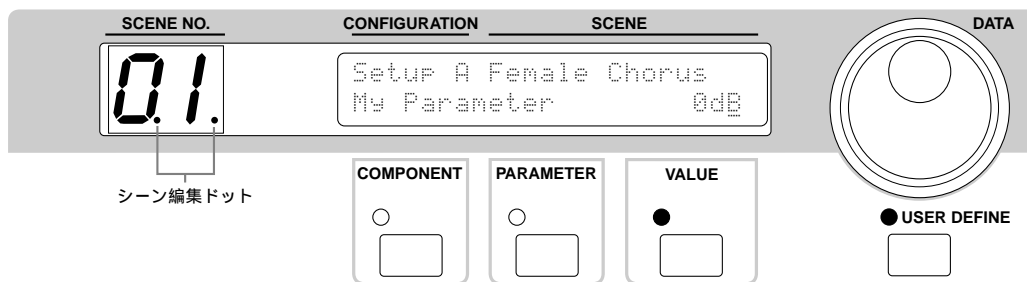 SCENE NO.
CONFIGURATION
SCENE
DATA
01.
Setup A Female Chorus
My Parameter 0dB
シーン編集ドット
COMPONENT
PARAMETER
VALUE
USER DEFINE